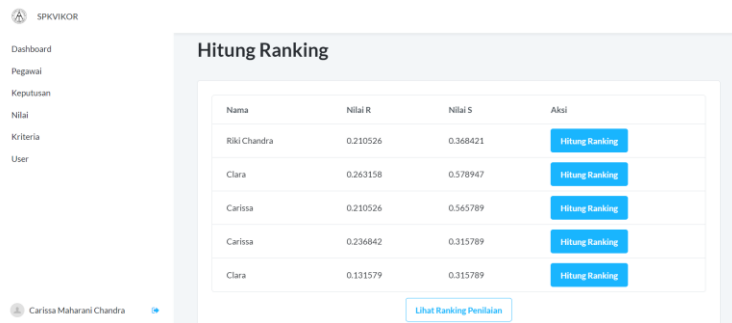 SPKVIKOR
Dashboard
Pegawai
Keputusan
Nilai
Kriteria
User
Carissa Maharani Chandra
Hitung Ranking
Nama Nilai R Nilai S Aksi
Riki Chandra 0.210526 0.368421 Hitung Ranking
Clara 0.263158 0.578947 Hitung Ranking
Carissa 0.210526 0.565789 Hitung Ranking
Carissa 0.236842 0.315789 Hitung Ranking
Clara 0.131579 0.315789 Hitung Ranking
Lihat Ranking Penilaian